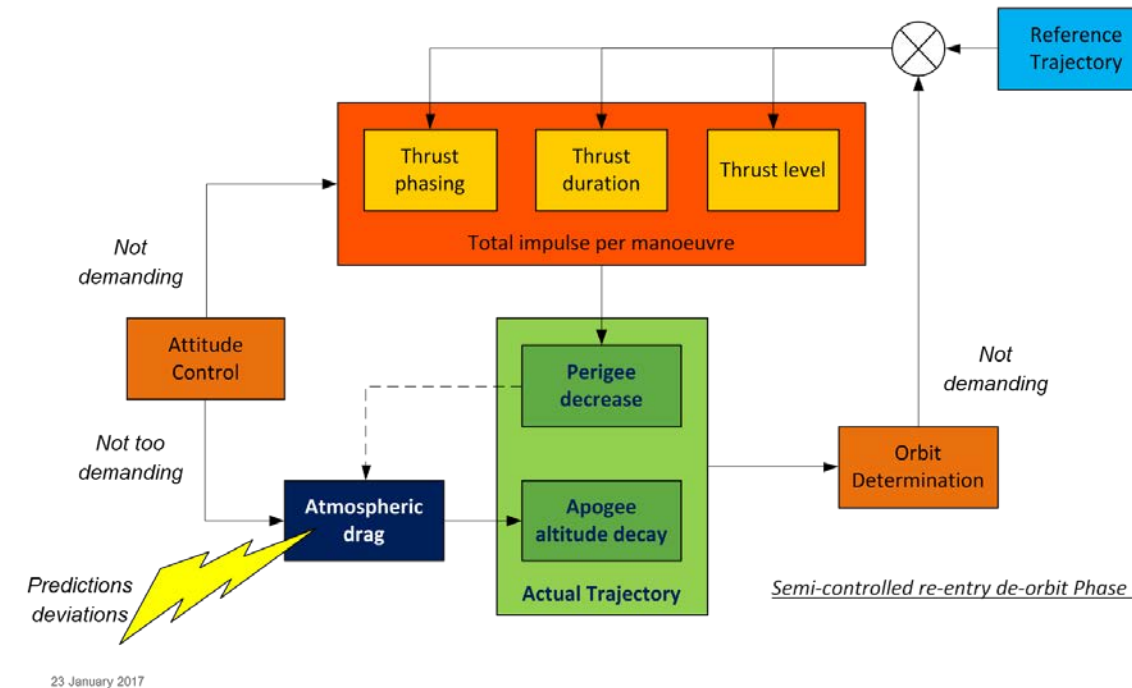 Reference
Trajectory
Thrust
phasing
Thrust
duration
Thrust level
Total impulse per manoeuvre
Not
demanding
Attitude
Control
Not too
demanding
Perigee
decrease
Not
demanding
Orbit
Determination
Atmospheric
drag
Apogee
altitude decay
Predictions
deviations
Actual Trajectory
Semi-controlled re-entry de-orbit Phase
23 January 2017